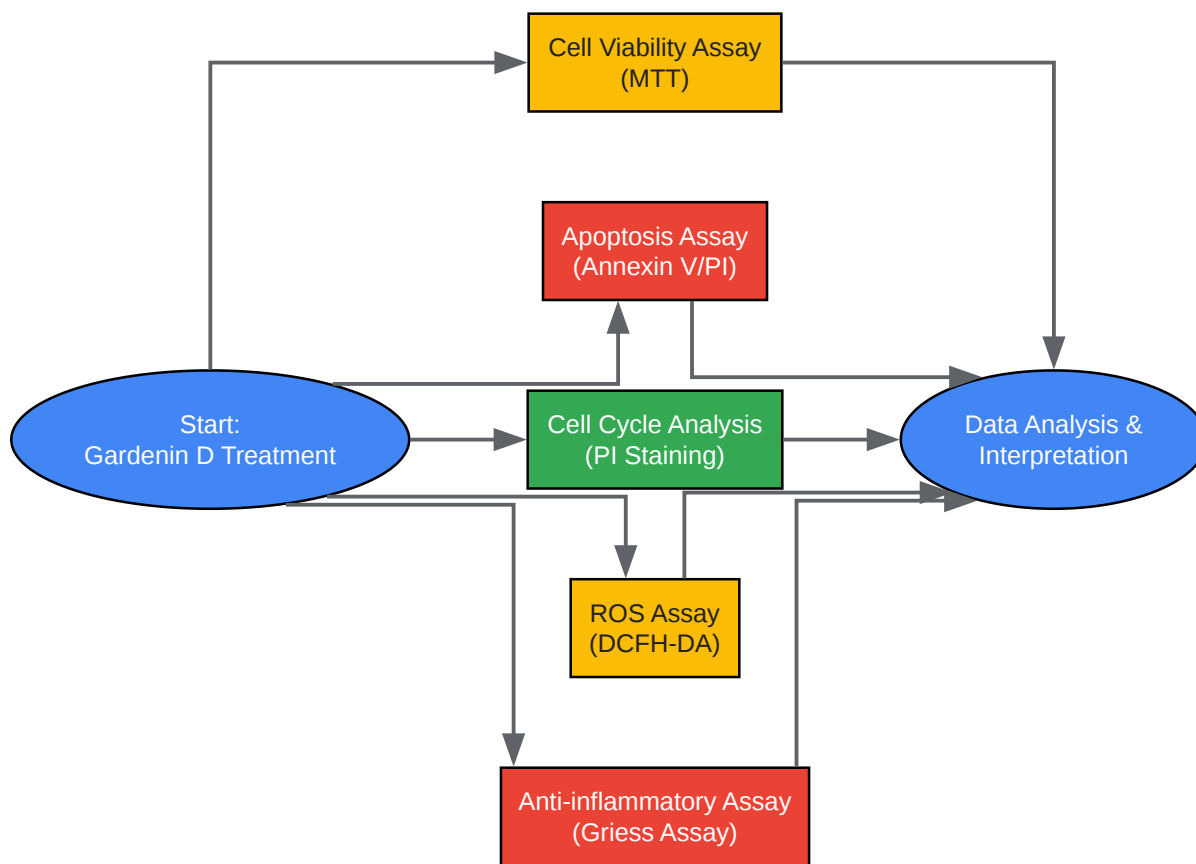 Cell Viability Assay
(MTT)
Apoptosis Assay
(Annexin V/PI)
Start:
Gardenin D Treatment
Cell Cycle Analysis
(PI Staining)
Data Analysis &
Interpretation
ROS Assay
(DCFH-DA)
Anti-inflammatory Assay
(Griess Assay)